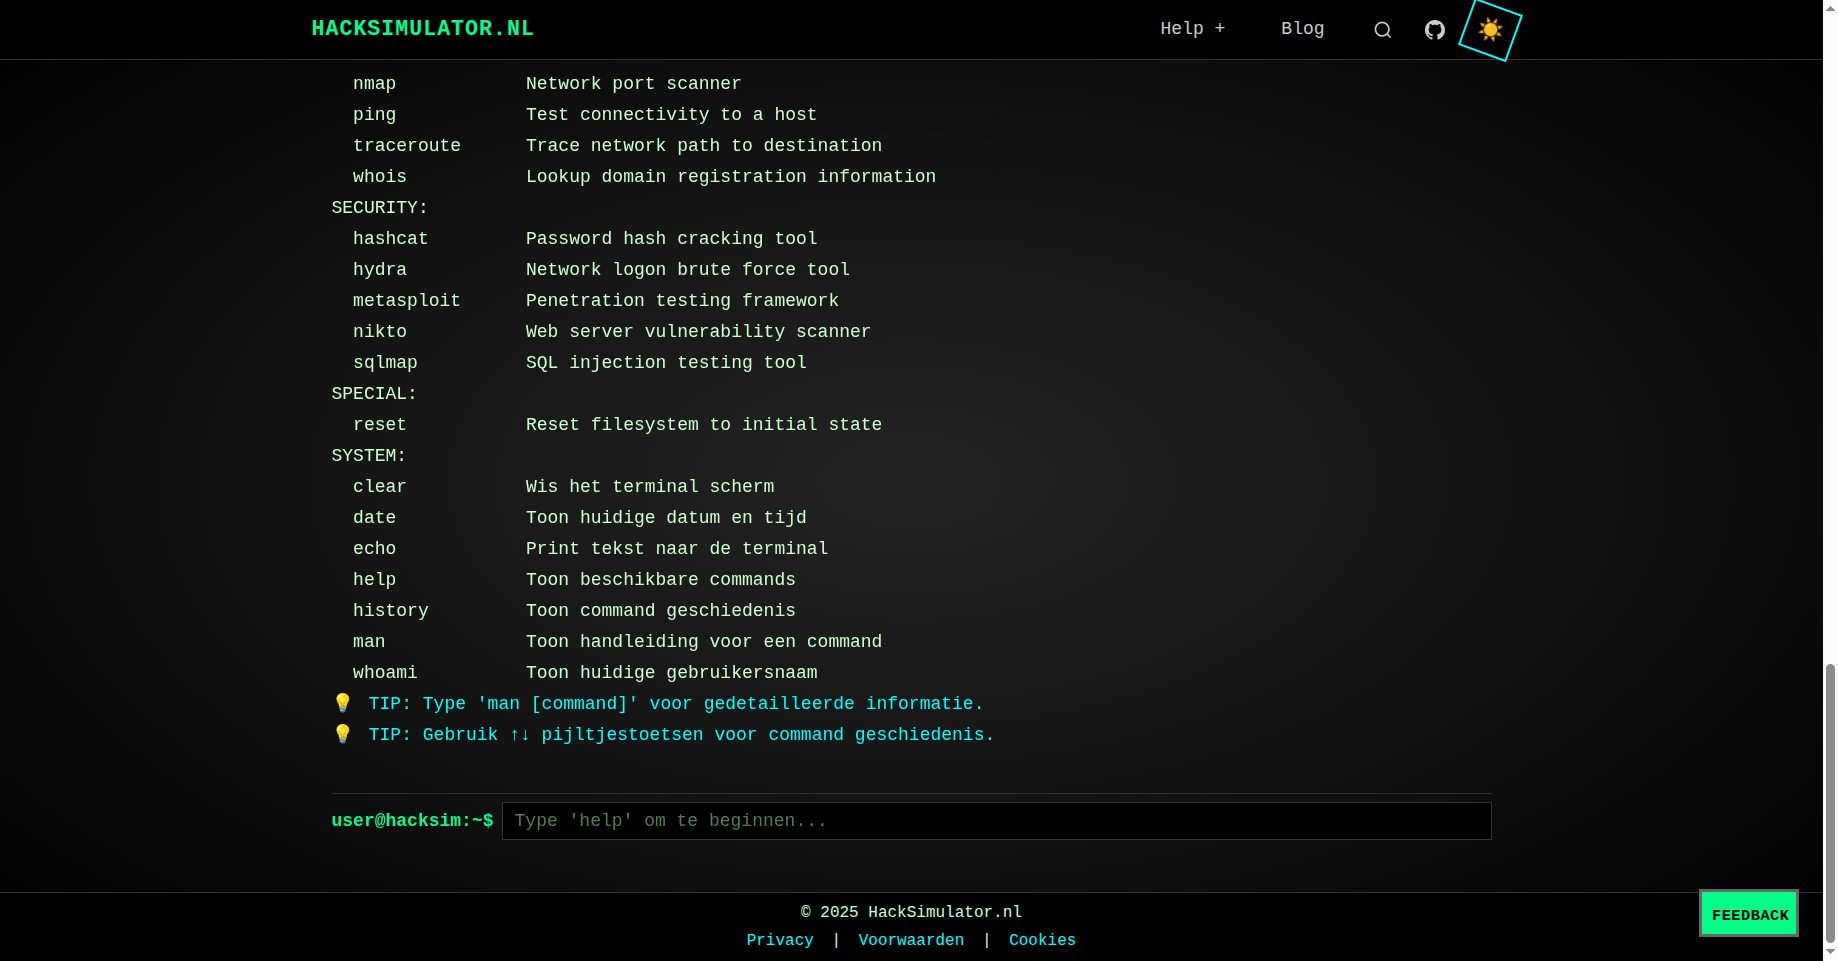 HACKSIMULATOR.NL Help + Blog
nmap Network port scanner
ping Test connectivity to a host
traceroute Trace network path to destination
whois Lookup domain registration information
SECURITY:
hashcat Password hash cracking tool
hydra Network logon brute force tool
metasploit Penetration testing framework
nikto Web server vulnerability scanner
sqlmap SQL injection testing tool
SPECIAL:
reset Reset filesystem to initial state
SYSTEM:
clear Wis het terminal scherm
date Toon huidige datum en tijd
echo Print tekst naar de terminal
help Toon beschikbare commands
history Toon command geschiedenis
man Toon handleiding voor een command
whoami Toon huidige gebruikersnaam
💡 TIP: Type 'man [command]' voor gedetailleerde informatie.
💡 TIP: Gebruik ↑↓ pijltjestoetsen voor command geschiedenis.
user@hacksim:~$ Type 'help' om te beginnen...
© 2025 HackSimulator.nl
Privacy | Voorwaarden | Cookies
FEEDBACK